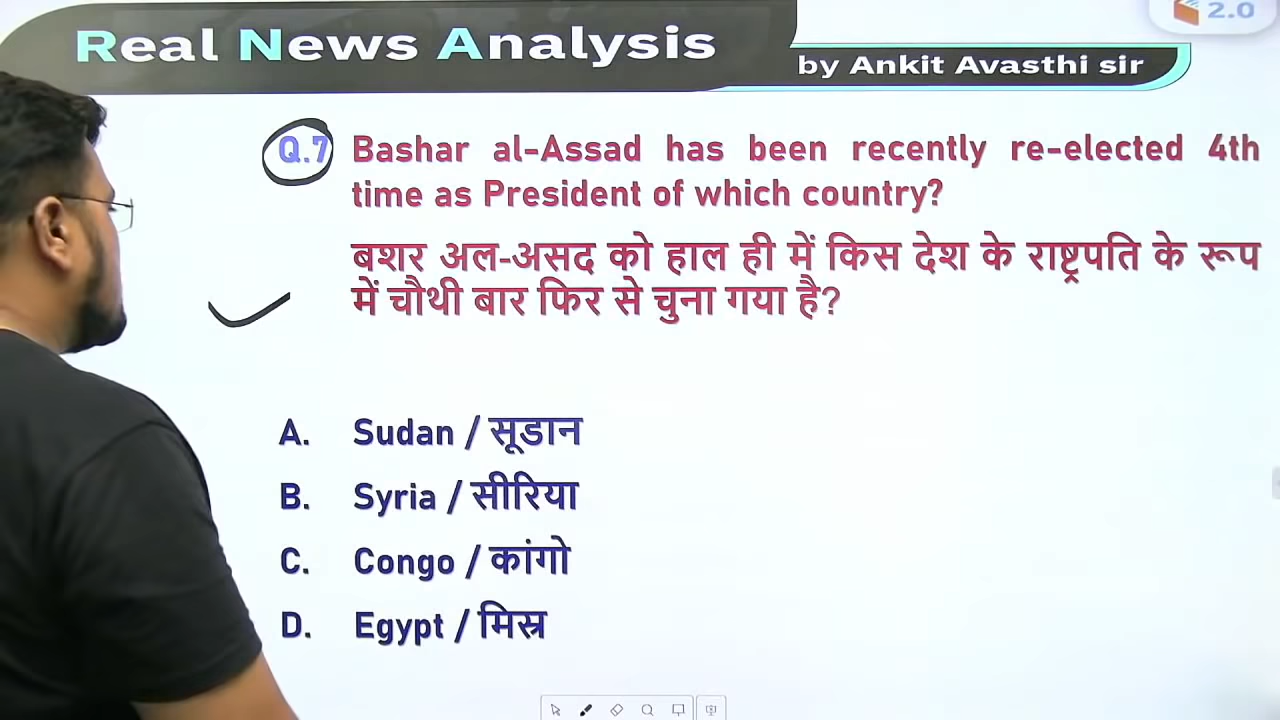 Real News Analysis
by Ankit Avasthi sir
2.0
Q.7 Bashar al-Assad has been recently re-elected 4th
time as President of which country?
बशर अल-असद को हाल ही में किस देश के राष्ट्रपति के रूप
में चौथी बार फिर से चुना गया है?
A. Sudan / सूडान
B. Syria / सीरिया
C. Congo / कांगो
D. Egypt / मिस्र